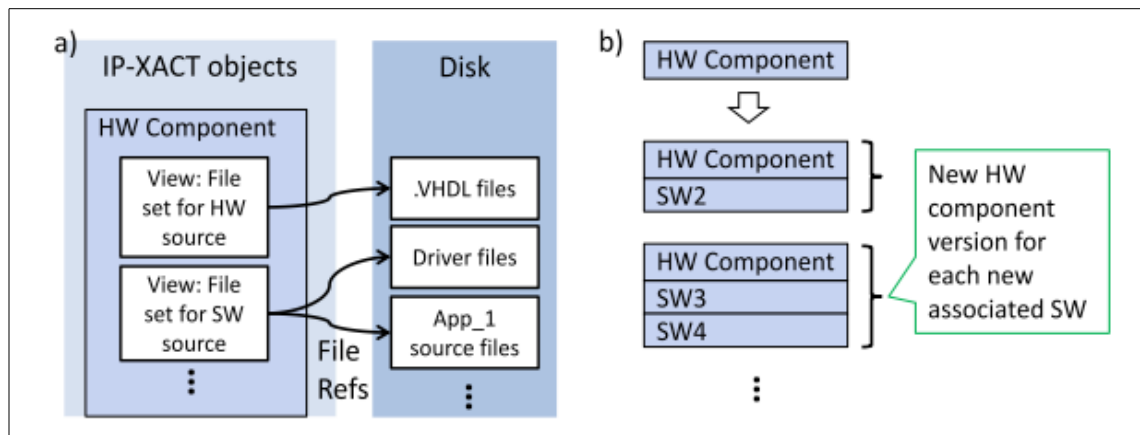 a)
IP-XACT objects
Disk
HW Component
View: File
set for HW
source
View: File
set for SW
source
File
Refs
.VHDL files
Driver files
App_1
source files
b)
HW Component
HW Component
SW2
HW Component
SW3
SW4
New HW
component
version for
each new
associated SW